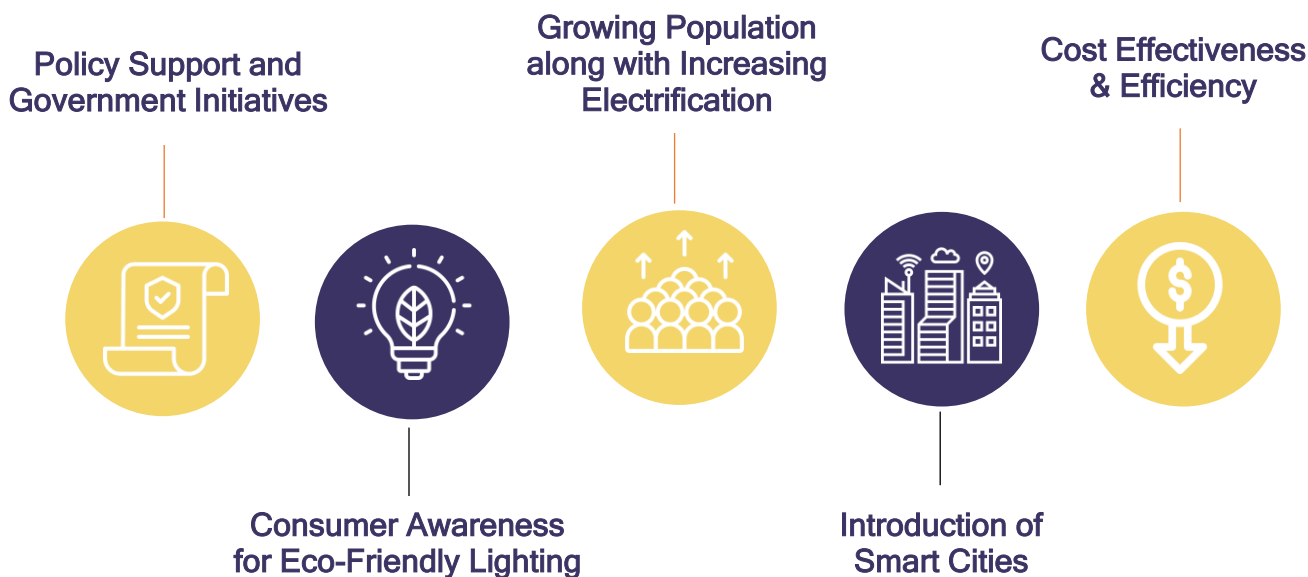 Policy Support and
Government Initiatives
Consumer Awareness
for Eco-Friendly Lighting
Growing Population
along with Increasing
Electrification
Introduction of
Smart Cities
Cost Effectiveness
& Efficiency
$